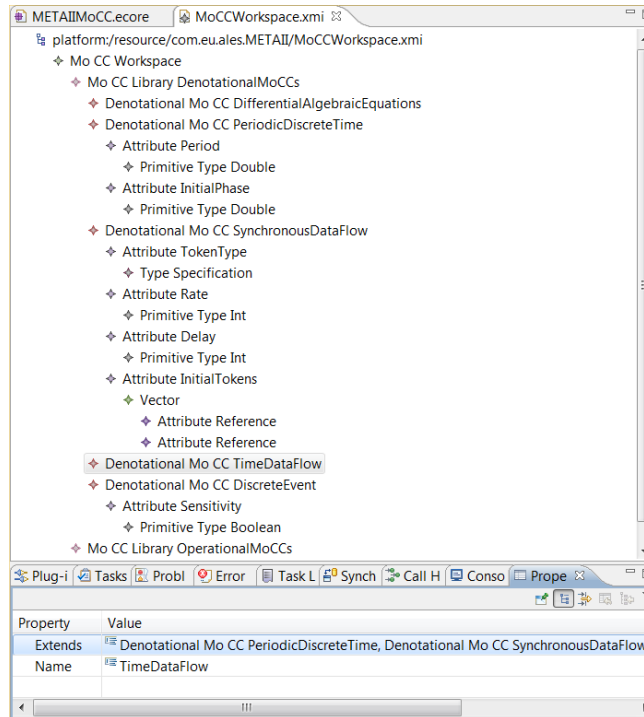 METAIIMoCC.ecore MoCCWorkspace.xmi
platform:/resource/com.eu.ales.METAII/MoCCWorkspace.xmi
Mo CC Workspace
Mo CC Library DenotationalMoCCs
Denotational Mo CC DifferentialAlgebraicEquations
Denotational Mo CC PeriodicDiscreteTime
Attribute Period
Primitive Type Double
Attribute InitialPhase
Primitive Type Double
Denotational Mo CC SynchronousDataFlow
Attribute TokenType
Type Specification
Attribute Rate
Primitive Type Int
Attribute Delay
Primitive Type Int
Attribute InitialTokens
Vector
Attribute Reference
Attribute Reference
Denotational Mo CC TimeDataFlow
Denotational Mo CC DiscreteEvent
Attribute Sensitivity
Primitive Type Boolean
Mo CC Library OperationalMoCCs
Plug-i Tasks Probl Error Task L Synch Call H Conso Prope
Property Value
Extends Denotational Mo CC PeriodicDiscreteTime, Denotational Mo CC SynchronousDataFlow
Name TimeDataFlow